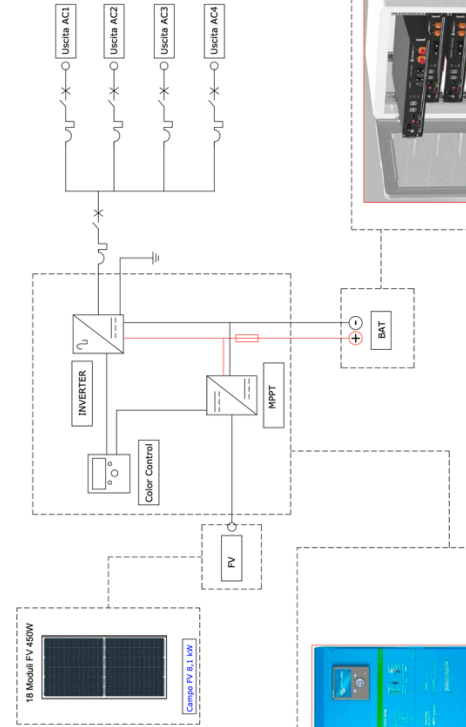 Uscita AC1
Uscita AC2
Uscita AC3
Uscita AC4
INVERTER
Color Control
MPPT
BAT
FV
18 Moduli FV 450W
Campo FV 8,1 kW